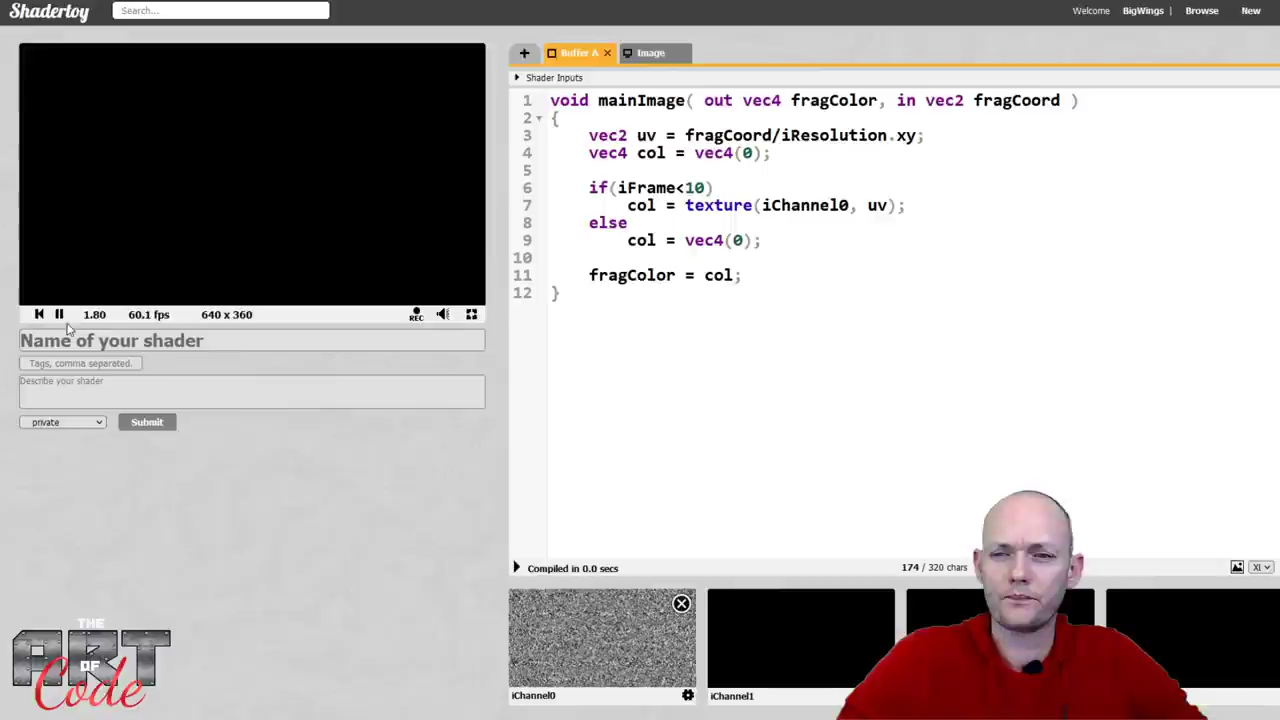 Shadertoy
Search...
Welcome BigWings | Browse New
+ Buffer A × Image
Shader Inputs
1 void mainImage( out vec4 fragColor, in vec2 fragCoord )
2 {
3 vec2 uv = fragCoord/iResolution.xy;
4 vec4 col = vec4(0);
5
6 if(iFrame<10)
7 col = texture(iChannel0, uv);
8 else
9 col = vec4(0);
10
11 fragColor = col;
12 }
1.80 60.1 fps 640 x 360 REC
Name of your shader
Tags, comma separated.
Describe your shader
private Submit
Compiled in 0.0 secs 174 / 320 chars Xl
iChannel0 iChannel1
THE
ART
OF
Code